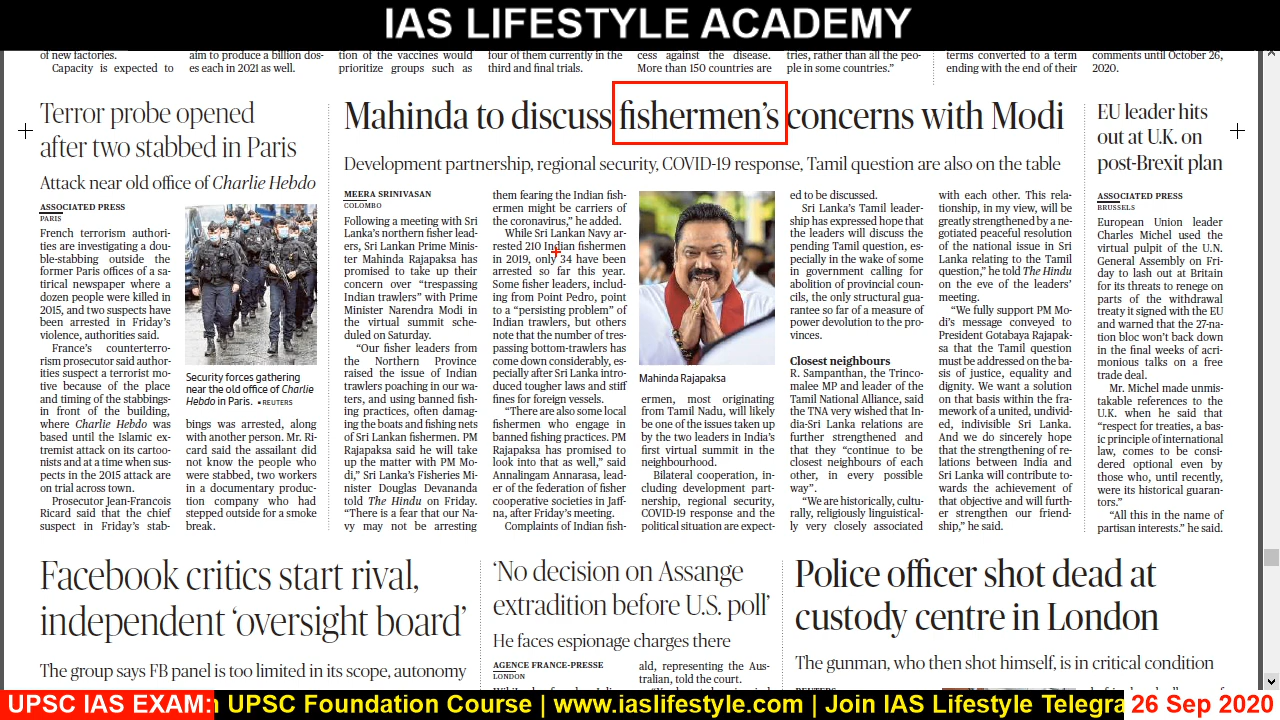 IAS LIFESTYLE ACADEMY
of new factories.
Capacity is expected to
aim to produce a billion dos-
es each in 2021 as well.
tion of the vaccines would
prioritize groups such as
four of them currently in the
third and final trials.
cess against the disease.
More than 150 countries are
tries, rather than all the peo-
ple in some countries.”
terms converted to a term
ending with the end of their
comments until October 26,
2020.
Terror probe opened
after two stabbed in Paris
Attack near old office of Charlie Hebdo
ASSOCIATED PRESS
PARIS
French terrorism authori-
ties are investigating a dou-
ble-stabbing outside the
former Paris offices of a sa-
tirical newspaper where a
dozen people were killed in
2015, and two suspects have
been arrested in Friday’s
violence, authorities said.
France’s counterterro-
rism prosecutor said author-
ities suspect a terrorist mo-
tive because of the place
and timing of the stabbings-
in front of the building,
where Charlie Hebdo was
based until the Islamic ex-
tremist attack on its cartoo-
nists and at a time when sus-
pects in the 2015 attack are
on trial across town.
Prosecutor Jean-Francois
Ricard said that the chief
suspect in Friday’s stab-
Security forces gathering
near the old office of Charlie
Hebdo in Paris. ▪ REUTERS
bings was arrested, along
with another person. Mr. Ri-
card said the assailant did
not know the people who
were stabbed, two workers
in a documentary produc-
tion company who had
stepped outside for a smoke
break.
Mahinda to discuss fishermen’s concerns with Modi
Development partnership, regional security, COVID-19 response, Tamil question are also on the table
MEERA SRINIVASAN
COLOMBO
Following a meeting with Sri
Lanka’s northern fisher lead-
ers, Sri Lankan Prime Minis-
ter Mahinda Rajapaksa has
promised to take up their
concern over “trespassing
Indian trawlers” with Prime
Minister Narendra Modi in
the virtual summit sche-
duled on Saturday.
“Our fisher leaders from
the Northern Province
raised the issue of Indian
trawlers poaching in our wa-
ters, and using banned fish-
ing practices, often damag-
ing the boats and fishing nets
of Sri Lankan fishermen. PM
Rajapaksa said he will take
up the matter with PM Mo-
di,” Sri Lanka’s Fisheries Mi-
nister Douglas Devananda
told The Hindu on Friday.
“There is a fear that our Na-
vy may not be arresting
them fearing the Indian fish-
ermen might be carriers of
the coronavirus,” he added.
While Sri Lankan Navy ar-
rested 210 Indian fishermen
in 2019, only 34 have been
arrested so far this year.
Some fisher leaders, includ-
ing from Point Pedro, point
to a “persisting problem” of
Indian trawlers, but others
note that the number of tres-
passing bottom-trawlers has
come down considerably, es-
pecially after Sri Lanka intro-
duced tougher laws and stiff
fines for foreign vessels.
“There are also some local
fishermen who engage in
banned fishing practices. PM
Rajapaksa has promised to
look into that as well,” said
Annalingam Annarasa, lead-
er of the federation of fisher
cooperative societies in Jaff-
na, after Friday’s meeting.
Complaints of Indian fish-
Mahinda Rajapaksa
ermen, most originating
from Tamil Nadu, will likely
be one of the issues taken up
by the two leaders in India’s
first virtual summit in the
neighbourhood.
Bilateral cooperation, in-
cluding development par-
nership, regional security,
COVID-19 response and the
political situation are expect-
ed to be discussed.
Sri Lanka’s Tamil leader-
ship has expressed hope that
the leaders will discuss the
pending Tamil question, es-
pecially in the wake of some
in government calling for
abolition of provincial coun-
cils, the only structural gua-
rantee so far of a measure of
power devolution to the pro-
vinces.
Closest neighbours
R. Sampanthan, the Trinco-
malee MP and leader of the
Tamil National Alliance, said
the TNA very wished that In-
dia-Sri Lanka relations are
further strengthened and
that they “continue to be
closest neighbours of each
other, in every possible
way”.
“We are historically, cultu-
rally, religiously linguistical-
ly very closely associated
with each other. This rela-
tionship, in my view, will be
greatly strengthened by a ne-
gotiated peaceful resolution
of the national issue in Sri
Lanka relating to the Tamil
question,” he told The Hindu
on the eve of the leaders’
meeting.
“We fully support PM Mo-
di’s message conveyed to
President Gotabaya Rajapak-
sa that the Tamil question
must be addressed on the ba-
sis of justice, equality and
dignity. We want a solution
on that basis within the fra-
mework of a united, undivid-
ed, indivisible Sri Lanka.
And we do sincerely hope
that the strengthening of re-
lations between India and
Sri Lanka will contribute to-
wards the achievement of
that objective and will furth-
er strengthen our friend-
ship,” he said.
EU leader hits
out at U.K. on
post-Brexit plan
ASSOCIATED PRESS
BRUSSELS
European Union leader
Charles Michel used the
virtual pulpit of the U.N.
General Assembly on Fri-
day to lash out at Britain
for its threats to renege on
parts of the withdrawal
treaty it signed with the EU
and warned that the 27-na-
tion bloc won’t back down
in the final weeks of acri-
monious talks on a free
trade deal.
Mr. Michel made unmis-
takable references to the
U.K. when he said that
“respect for treaties, a bas-
ic principle of international
law, comes to be consi-
dered optional even by
those who, until recently,
were its historical guaran-
tors.”
“All this in the name of
partisan interests.” he said.
Facebook critics start rival,
independent ‘oversight board’
The group says FB panel is too limited in its scope, autonomy
‘No decision on Assange
extradition before U.S. poll’
He faces espionage charges there
AGENCE FRANCE-PRESSE
LONDON
ald, representing the Aus-
tralian, told the court.
Police officer shot dead at
custody centre in London
The gunman, who then shot himself, is in critical condition
UPSC IAS EXAM:
UPSC Foundation Course | www.iaslifestyle.com | Join IAS Lifestyle Telegra
26 Sep 2020